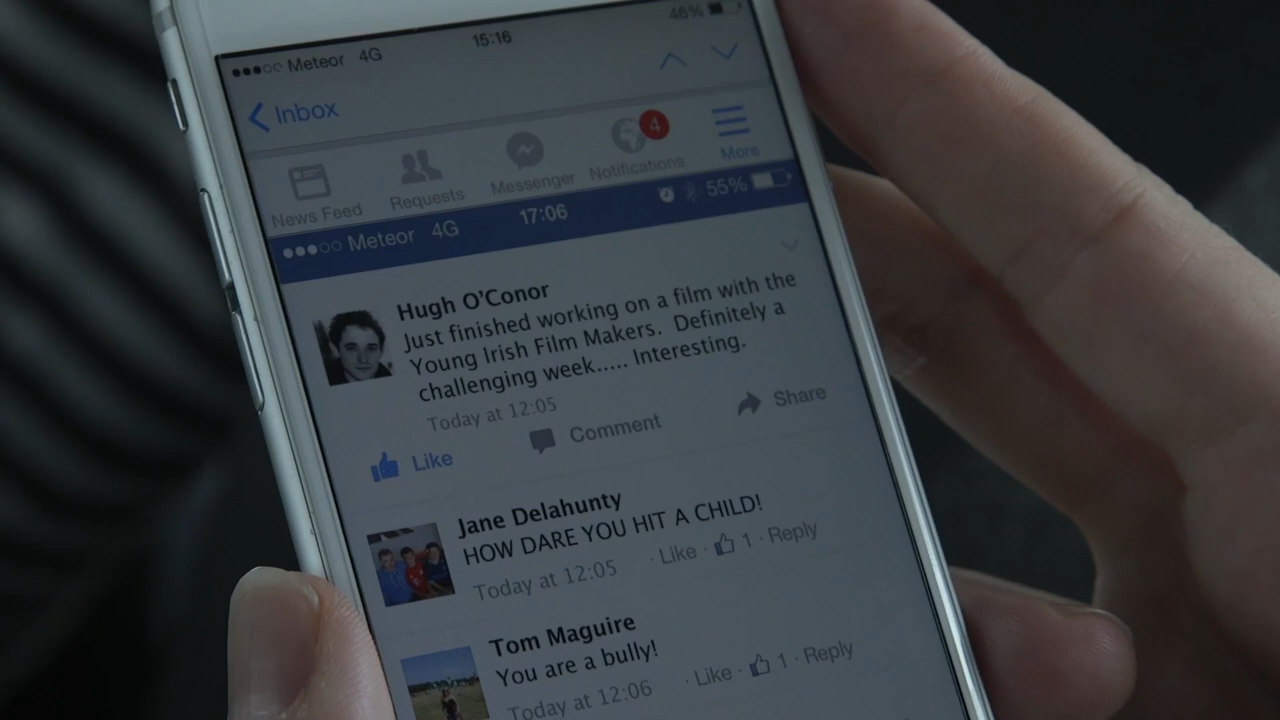 Meteor 4G 15:16 46%
Inbox
News Feed Requests Messenger Notifications 4 More
Meteor 4G 17:06 55%
Hugh O'Conor
Just finished working on a film with the
Young Irish Film Makers. Definitely a
challenging week..... Interesting.
Today at 12:05
Like Comment Share
Jane Delahunty
HOW DARE YOU HIT A CHILD!
Today at 12:05 · Like · 1 · Reply
Tom Maguire
You are a bully!
Today at 12:06 · Like · 1 · Reply